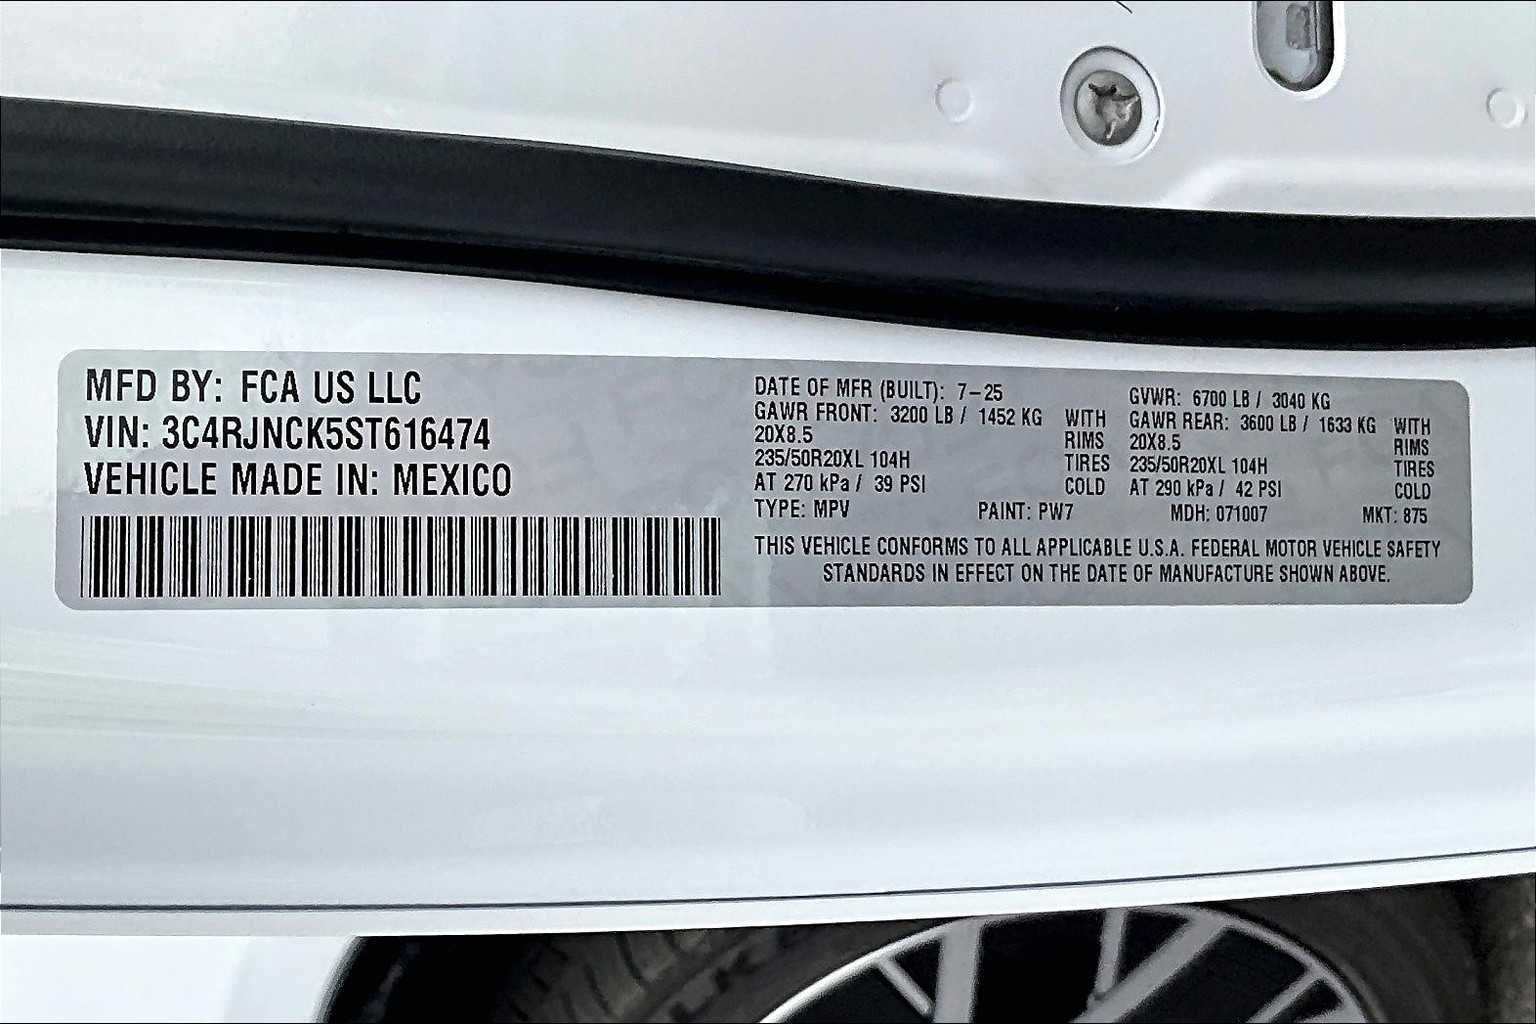 MFD BY: FCA US LLC
VIN: 3C4RJNCK5ST616474
VEHICLE MADE IN: MEXICO
DATE OF MFR (BUILT): 7-25
GAWR FRONT: 3200 LB / 1452 KG WITH
20X8.5 RIMS
235/50R20XL 104H TIRES
AT 270 kPa / 39 PSI COLD
GVWR: 6700 LB / 3040 KG
GAWR REAR: 3600 LB / 1633 KG WITH
20X8.5 RIMS
235/50R20XL 104H TIRES
AT 290 kPa / 42 PSI COLD
TYPE: MPV PAINT: PW7 MDH: 071007 MKT: 875
THIS VEHICLE CONFORMS TO ALL APPLICABLE U.S.A. FEDERAL MOTOR VEHICLE SAFETY
STANDARDS IN EFFECT ON THE DATE OF MANUFACTURE SHOWN ABOVE.